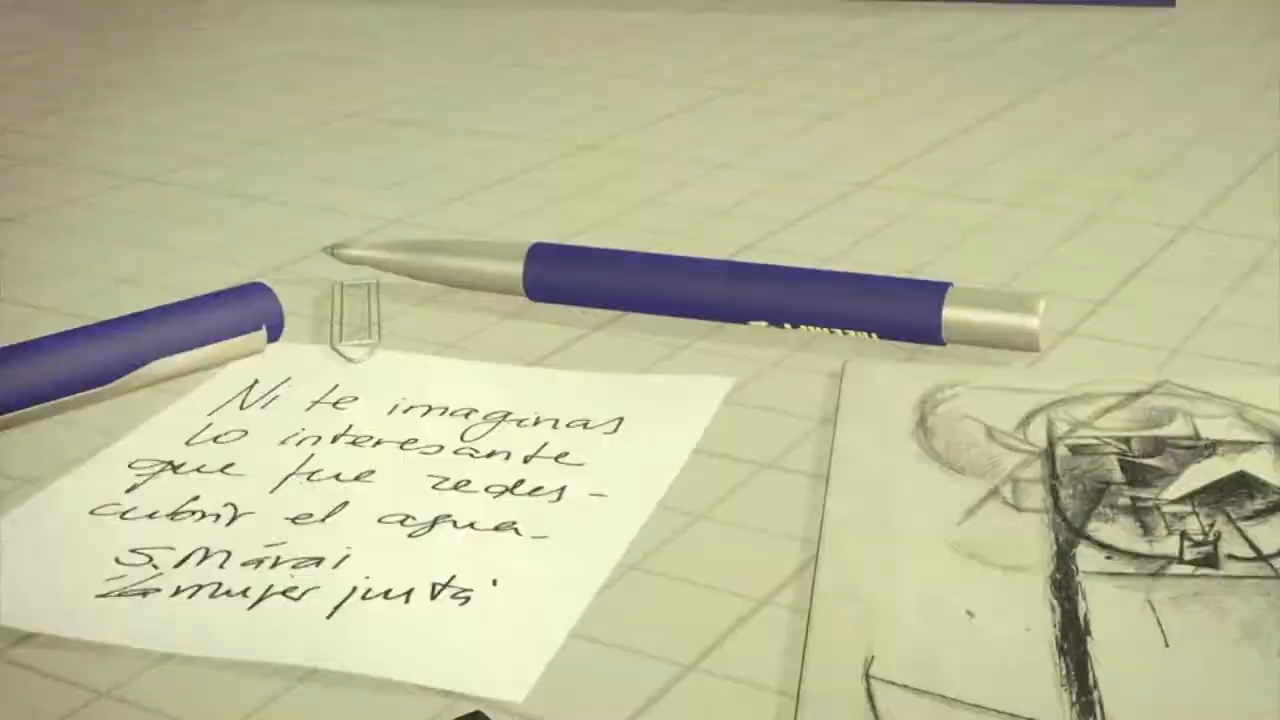 Ni te imaginas
lo interesante
que fue redes-
cubrir el agua.
S. Márai
"La mujer justa"